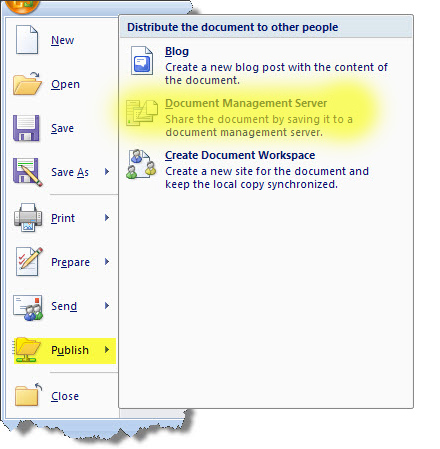 New
Open
Save
Save As
Print
Prepare
Send
Publish
Close
Distribute the document to other people
Blog
Create a new blog post with the content of
the document.
Document Management Server
Share the document by saving it to a
document management server.
Create Document Workspace
Create a new site for the document and
keep the local copy synchronized.